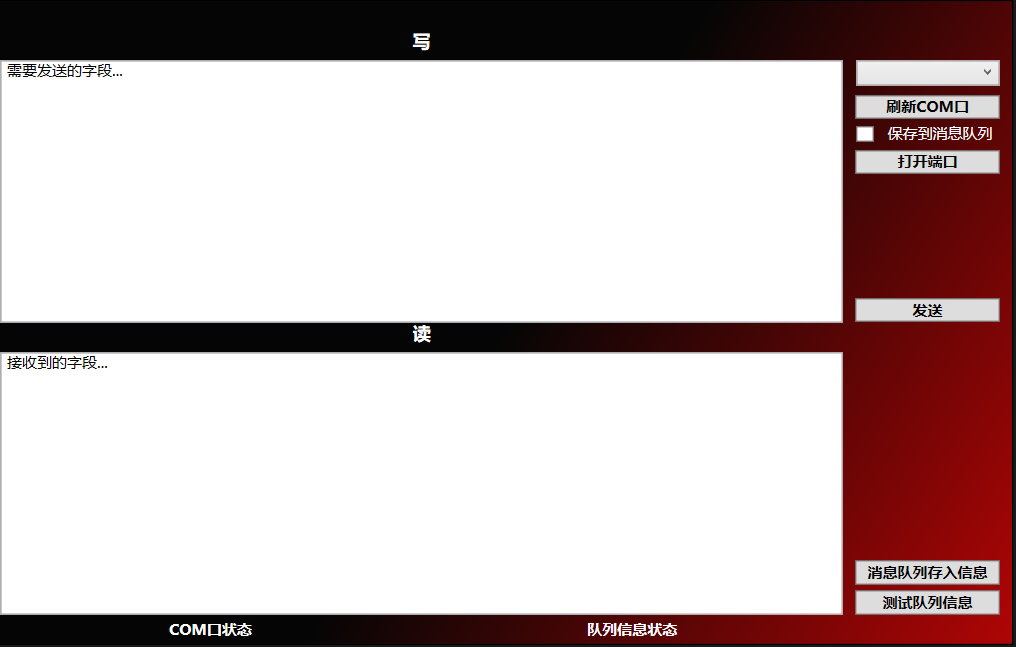 写
需要发送的字段...
刷新COM口
保存到消息队列
打开端口
发送
读
接收到的字段...
消息队列存入信息
测试队列信息
COM口状态
队列信息状态